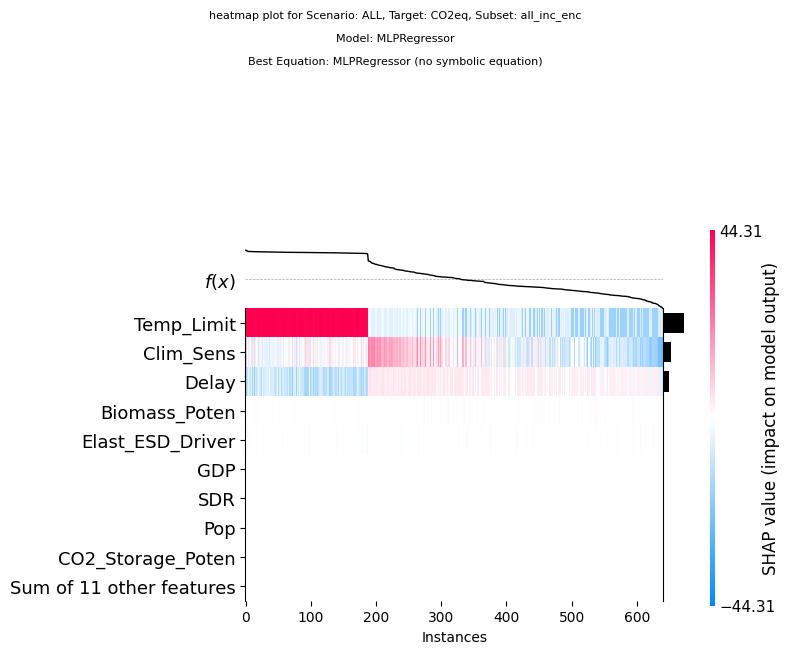 heatmap plot for Scenario: ALL, Target: CO2eq, Subset: all_inc_enc
Model: MLPRegressor
Best Equation: MLPRegressor (no symbolic equation)
44.31
f(x)
Temp_Limit
Clim_Sens
Delay
Biomass_Poten
Elast_ESD_Driver
GDP
SDR
Pop
CO2_Storage_Poten
Sum of 11 other features
SHAP value (impact on model output)
−44.31
0 100 200 300 400 500 600
Instances